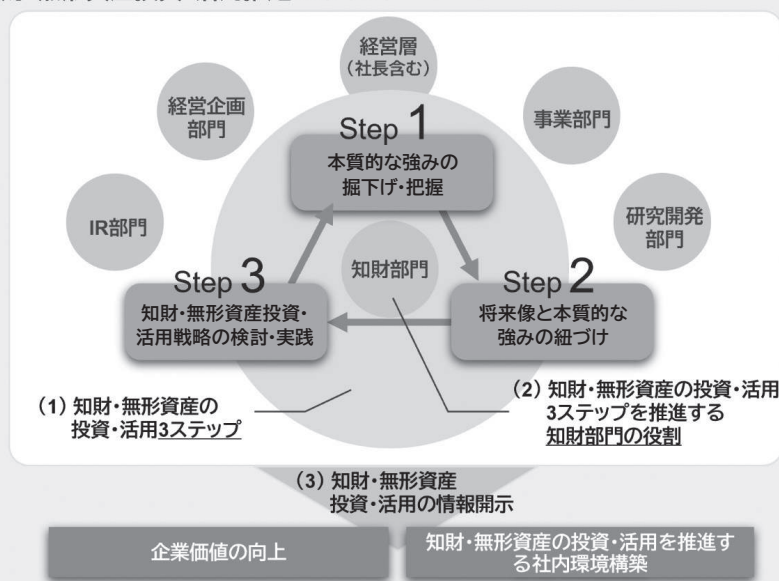 経営層
（社長含む）
経営企画
部門
事業部門
Step 1
本質的な強みの
掘下げ・把握
IR部門
研究開発
部門
知財部門
Step 3
知財・無形資産投資・
活用戦略の検討・実践
Step 2
将来像と本質的な
強みの紐づけ
（1）知財・無形資産の
投資・活用3ステップ
（2）知財・無形資産の投資・活用
3ステップを推進する
知財部門の役割
（3）知財・無形資産
投資・活用の情報開示
企業価値の向上
知財・無形資産の投資・活用を推進す
る社内環境構築